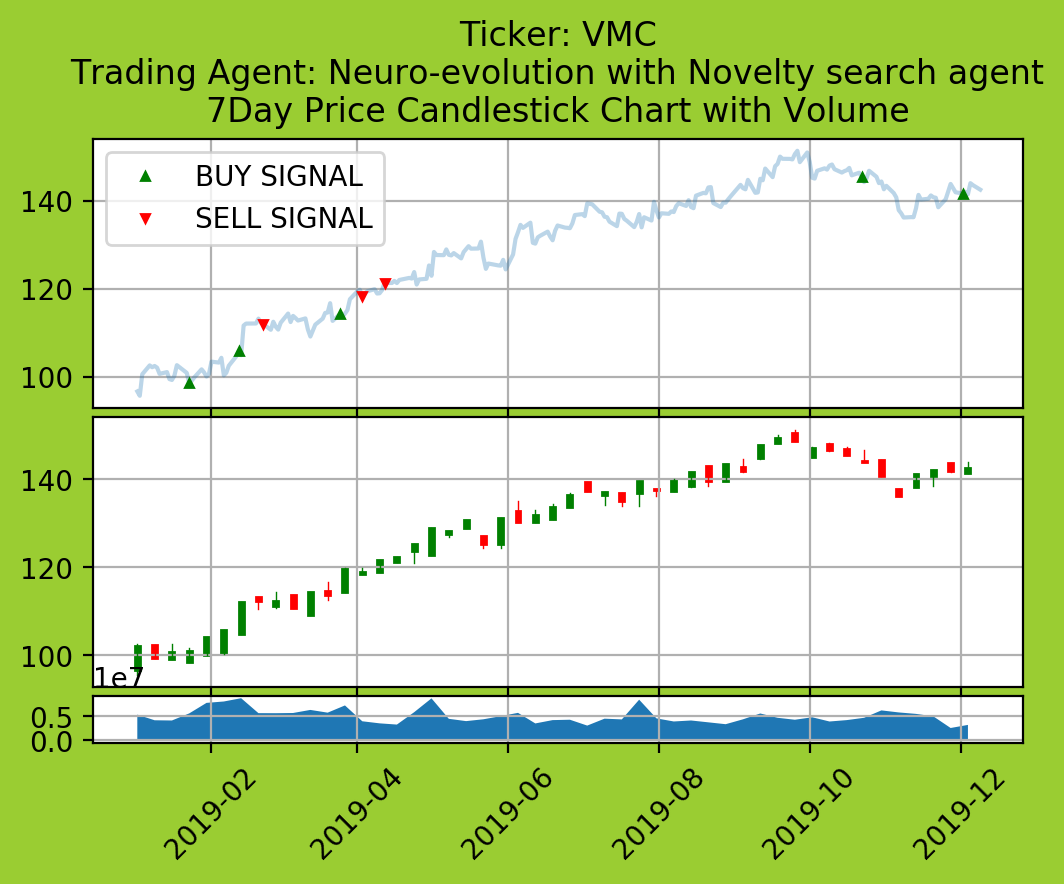 Ticker: VMC
Trading Agent: Neuro-evolution with Novelty search agent
7Day Price Candlestick Chart with Volume
BUY SIGNAL
SELL SIGNAL
140
120
100
140
120
100
1e7
0.5
0.0
2019-02
2019-04
2019-06
2019-08
2019-10
2019-12